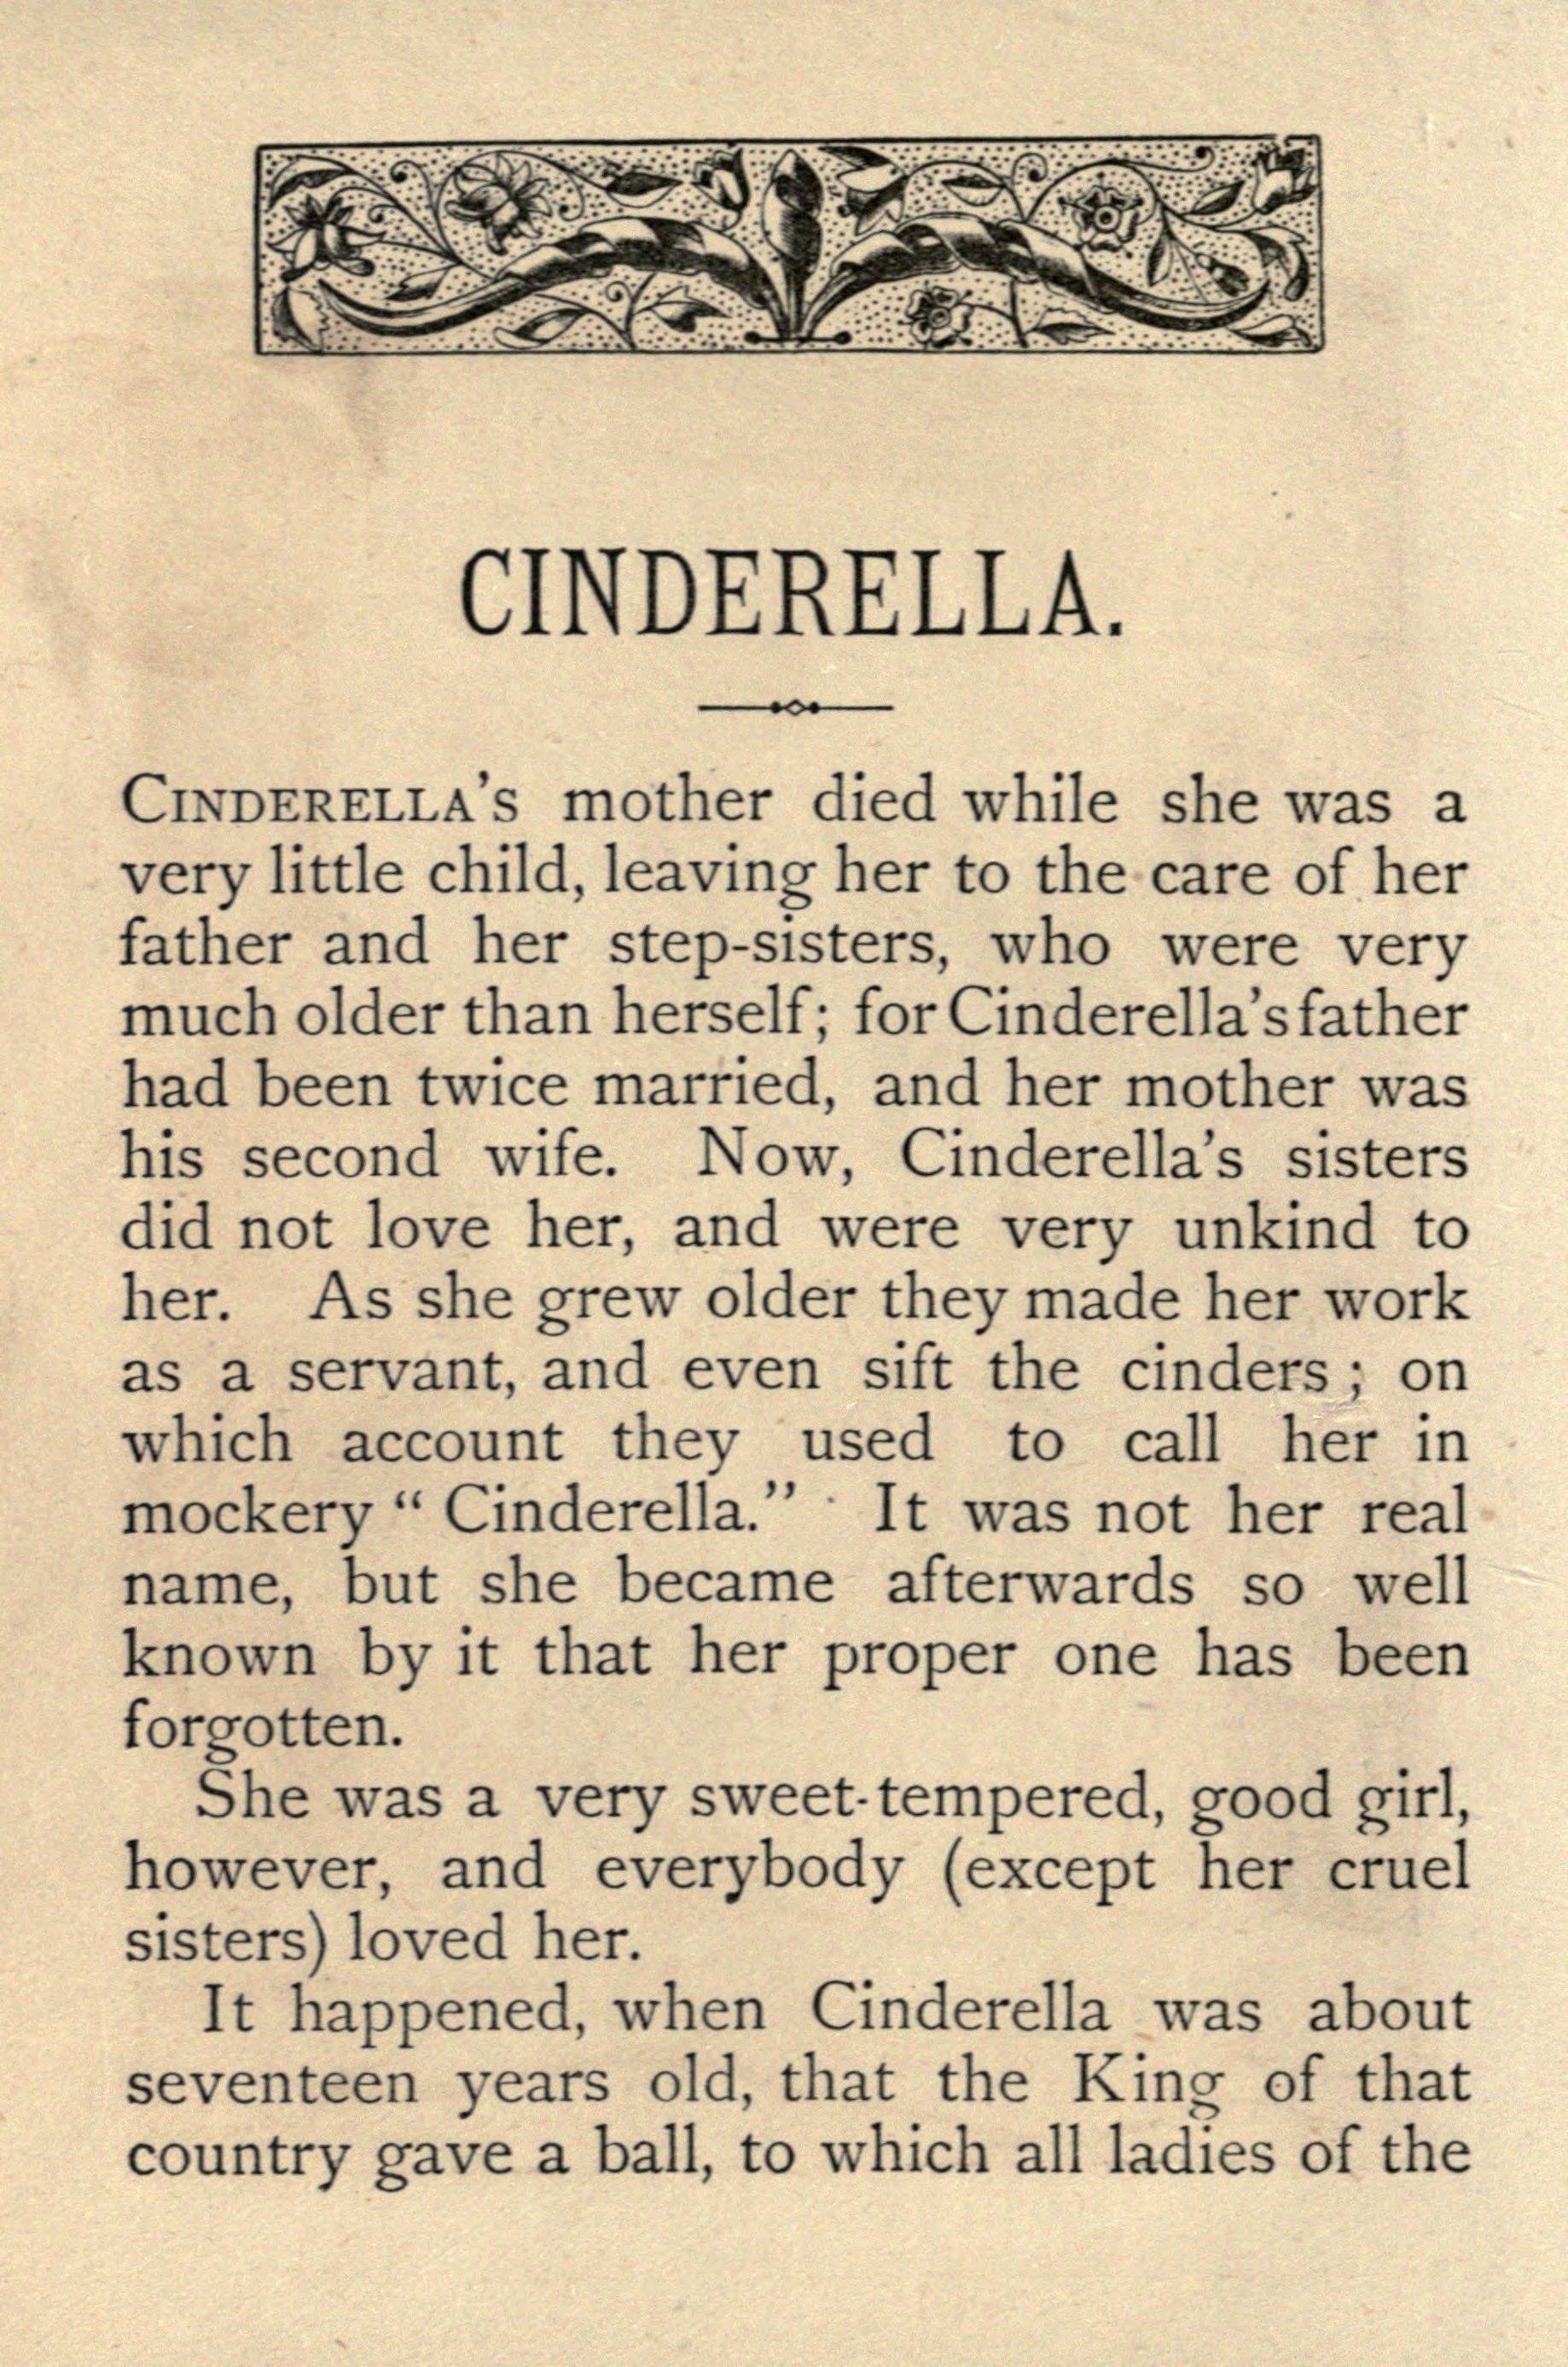 CINDERELLA.
CINDERELLA's mother died while she was a
very little child, leaving her to the care of her
father and her step-sisters, who were very
much older than herself; for Cinderella's father
had been twice married, and her mother was
his second wife. Now, Cinderella's sisters
did not love her, and were very unkind to
her. As she grew older they made her work
as a servant, and even sift the cinders; on
which account they used to call her in
mockery "Cinderella." It was not her real
name, but she became afterwards so well
known by it that her proper one has been
forgotten.
She was a very sweet-tempered, good girl,
however, and everybody (except her cruel
sisters) loved her.
It happened, when Cinderella was about
seventeen years old, that the King of that
country gave a ball, to which all ladies of the